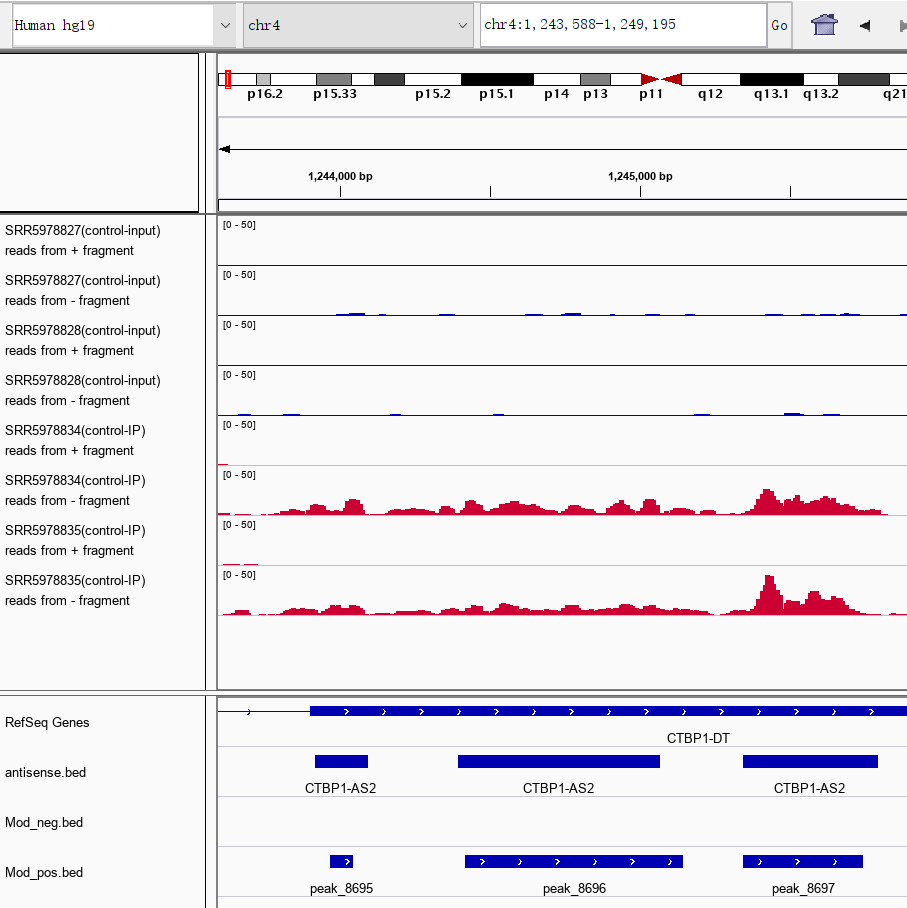 Human hg19 chr4 chr4:1,243,588-1,249,195 Go
p16.2 p15.33 p15.2 p15.1 p14 p13 p11 q12 q13.1 q13.2 q21
1,244,000 bp 1,245,000 bp
SRR5978827(control-input) [0 - 50]
reads from + fragment
SRR5978827(control-input) [0 - 50]
reads from - fragment
SRR5978828(control-input) [0 - 50]
reads from + fragment
SRR5978828(control-input) [0 - 50]
reads from - fragment
SRR5978834(control-IP) [0 - 50]
reads from + fragment
SRR5978834(control-IP) [0 - 50]
reads from - fragment
SRR5978835(control-IP) [0 - 50]
reads from + fragment
SRR5978835(control-IP) [0 - 50]
reads from - fragment
RefSeq Genes
CTBP1-DT
antisense.bed
CTBP1-AS2 CTBP1-AS2 CTBP1-AS2
Mod_neg.bed
Mod_pos.bed
peak_8695 peak_8696 peak_8697